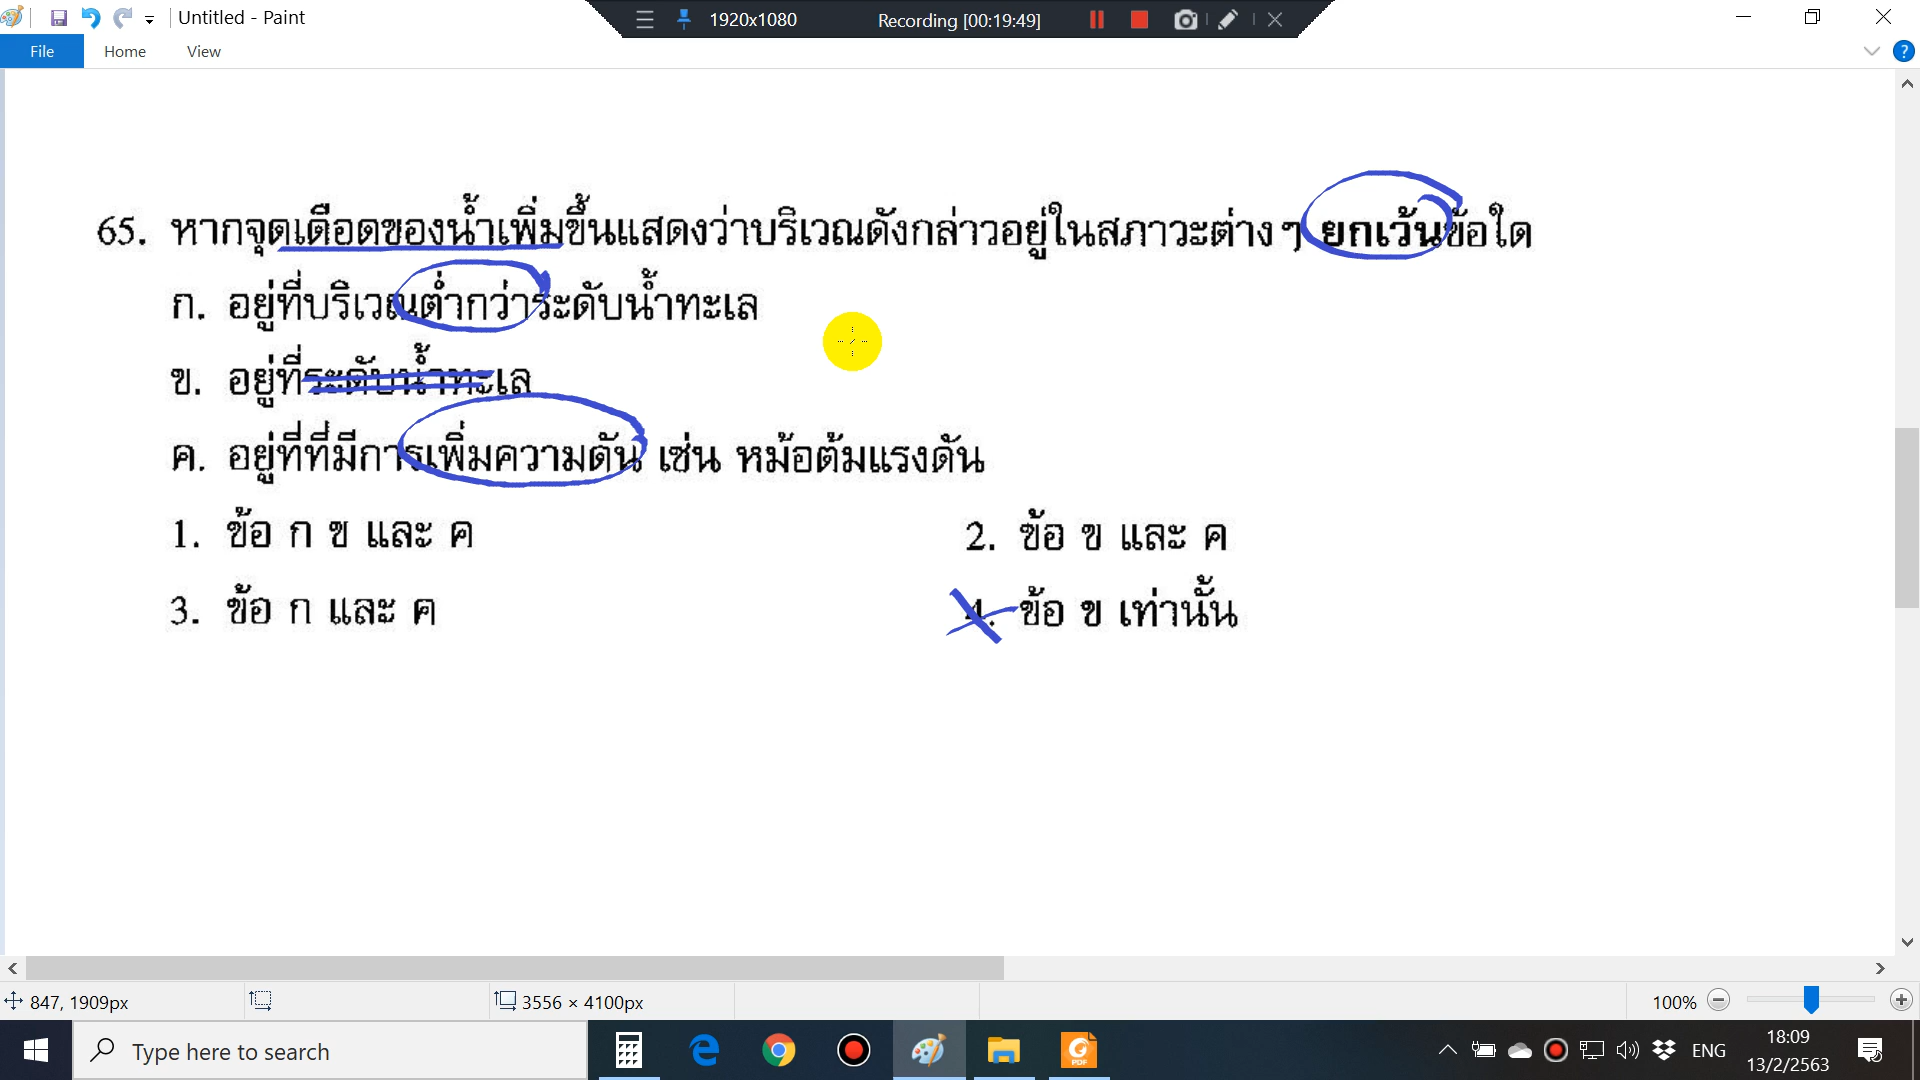 Untitled - Paint
1920x1080 Recording [00:19:49]
File Home View
65. หากจุดเดือดของน้ำเพิ่มขึ้นแสดงว่าบริเวณดังกล่าวอยู่ในสภาวะต่างๆ ยกเว้นข้อใด
ก. อยู่ที่บริเวณต่ำกว่าระดับน้ำทะเล
ข. อยู่ที่ระดับน้ำทะเล
ค. อยู่ที่ที่มีการเพิ่มความดัน เช่น หม้อต้มแรงดัน
1. ข้อ ก ข และ ค
2. ข้อ ข และ ค
3. ข้อ ก และ ค
4. ข้อ ข เท่านั้น
847, 1909px 3556 × 4100px 100%
Type here to search
PDF
ENG
18:09
13/2/2563